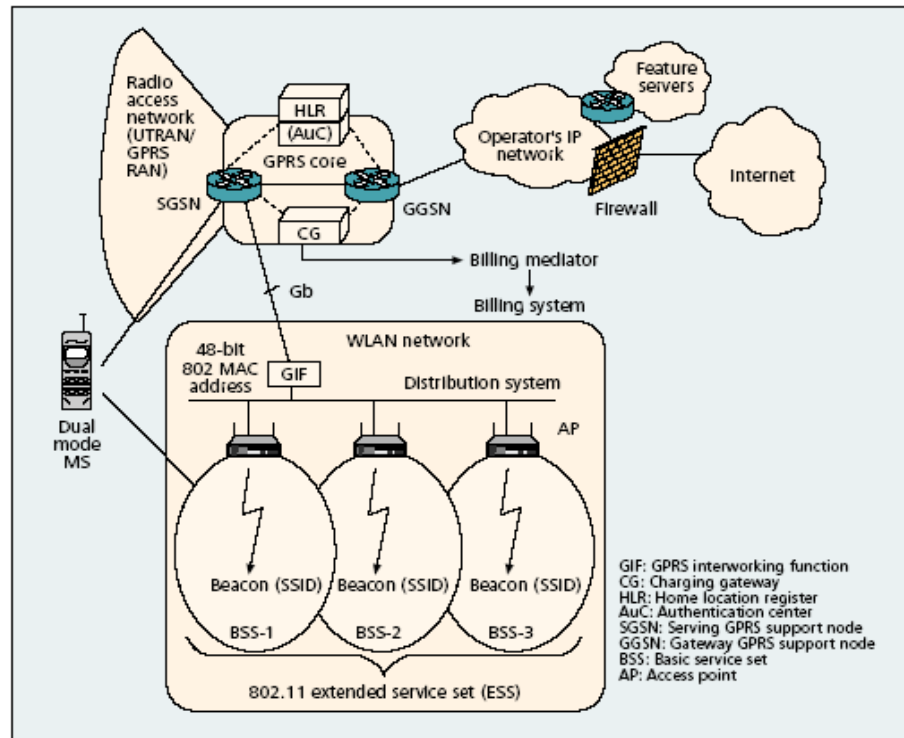 Radio
access
network
(UTRAN/
GPRS
RAN)
HLR
(AuC)
GPRS core
SGSN
GGSN
CG
Operator's IP
network
Feature
servers
Firewall
Internet
Billing mediator
Billing system
Gb
WLAN network
48-bit
802 MAC
address
GIF
Distribution system
AP
Dual
mode
MS
Beacon (SSID)
Beacon (SSID)
Beacon (SSID)
BSS-1
BSS-2
BSS-3
802.11 extended service set (ESS)
GIF: GPRS interworking function
CG: Charging gateway
HLR: Home location register
AuC: Authentication center
SGSN: Serving GPRS support node
GGSN: Gateway GPRS support node
BSS: Basic service set
AP: Access point